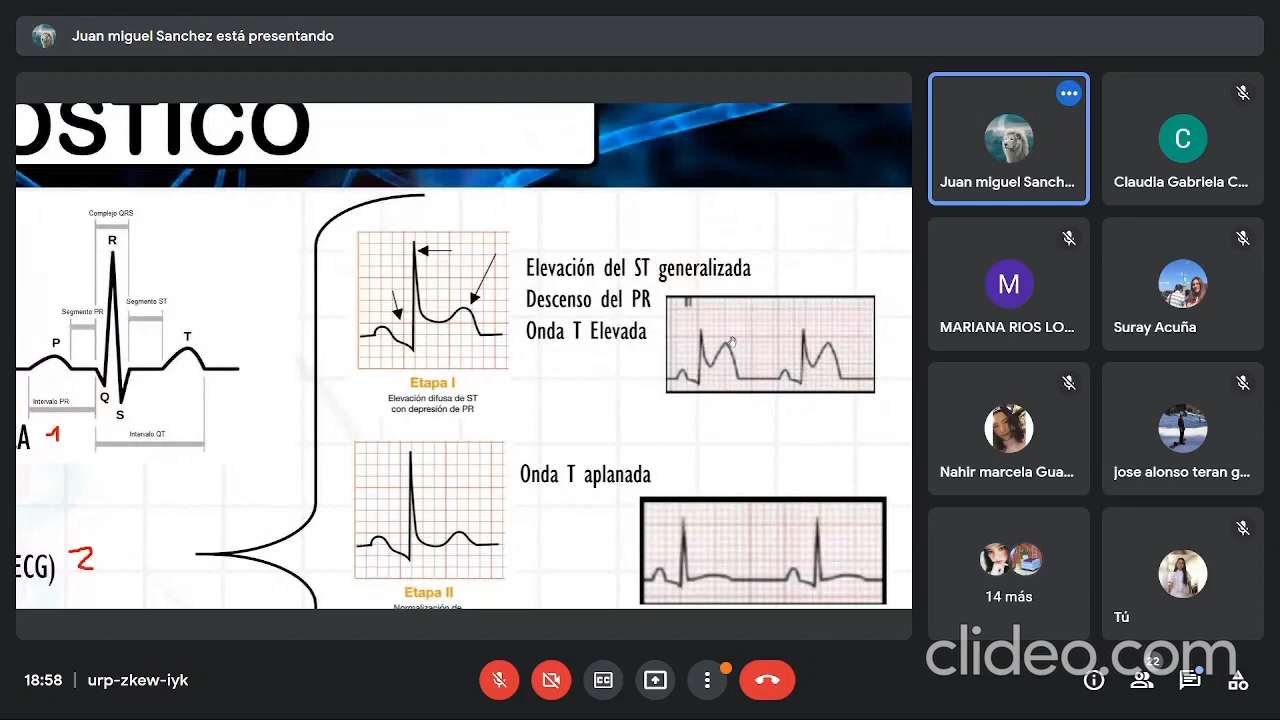 Juan miguel Sanchez está presentando
OSTICO
Complejo QRS
R
Segmento ST
Segmento PR
P
T
Q
S
Intervalo PR
Intervalo QT
A 1
ECG) 2
Etapa I
Elevación difusa de ST
con depresión de PR
Elevación del ST generalizada
Descenso del PR
Onda T Elevada
II
Etapa II
Normalización de
Onda T aplanada
Juan miguel Sanch...
Claudia Gabriela C...
C
MARIANA RIOS LO...
M
Suray Acuña
Nahir marcela Gua...
jose alonso teran g...
14 más
Tú
clideo.com
18:58 | urp-zkew-iyk
22